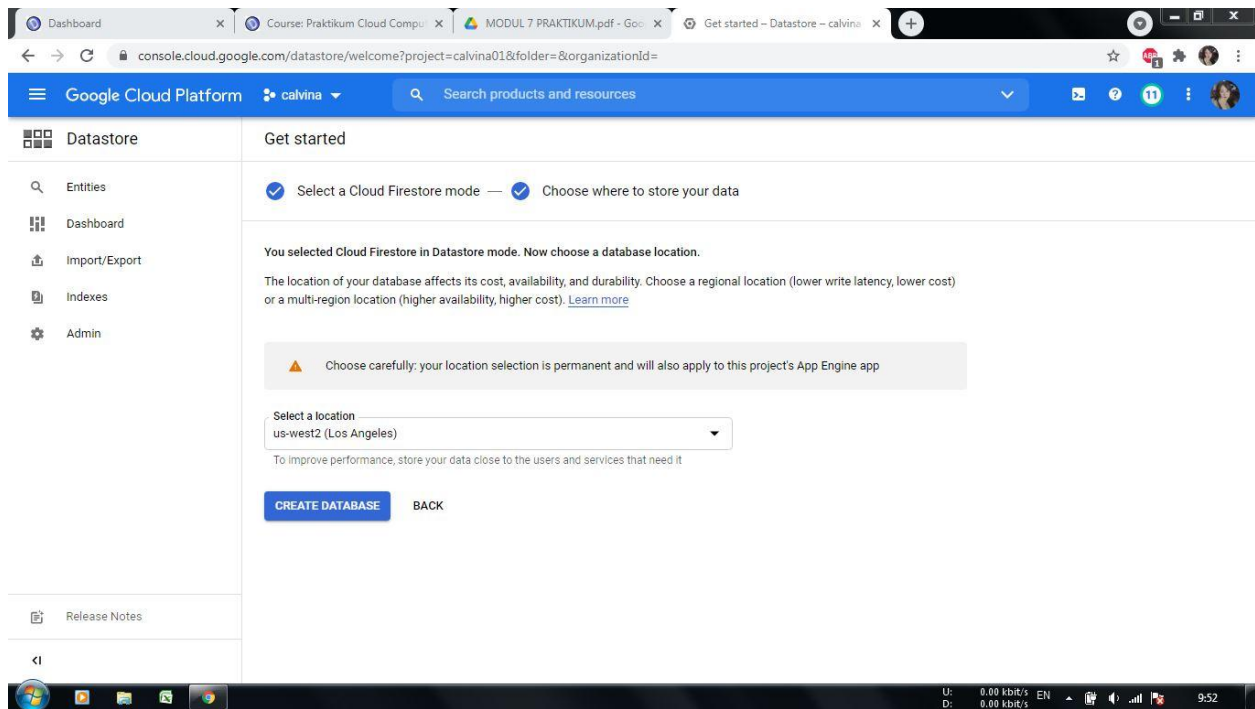 Dashboard
Course: Praktikum Cloud Compu
MODUL 7 PRAKTIKUM.pdf - Goo
Get started – Datastore – calvina
console.cloud.google.com/datastore/welcome?project=calvina01&folder=&organizationId=
ABP
1
Google Cloud Platform
calvina
Search products and resources
11
Datastore
Get started
Entities
Dashboard
Import/Export
Indexes
Admin
Select a Cloud Firestore mode — Choose where to store your data
You selected Cloud Firestore in Datastore mode. Now choose a database location.
The location of your database affects its cost, availability, and durability. Choose a regional location (lower write latency, lower cost)
or a multi-region location (higher availability, higher cost). Learn more
Choose carefully: your location selection is permanent and will also apply to this project's App Engine app
Select a location
us-west2 (Los Angeles)
To improve performance, store your data close to the users and services that need it
CREATE DATABASE
BACK
Release Notes
U: 0.00 kbit/s
D: 0.00 kbit/s
EN
9:52